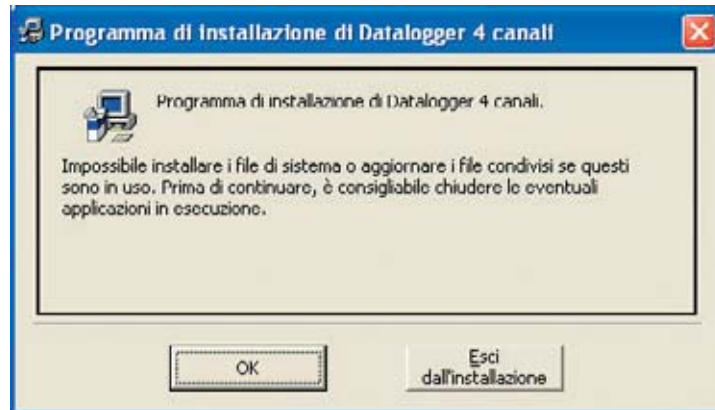 Programma di installazione di Datalogger 4 canali
Programma di installazione di Datalogger 4 canali.
Impossibile installare i file di sistema o aggiornare i file condivisi se questi
sono in uso. Prima di continuare, è consigliabile chiudere le eventuali
applicazioni in esecuzione.
OK
Esci
dall'installazione